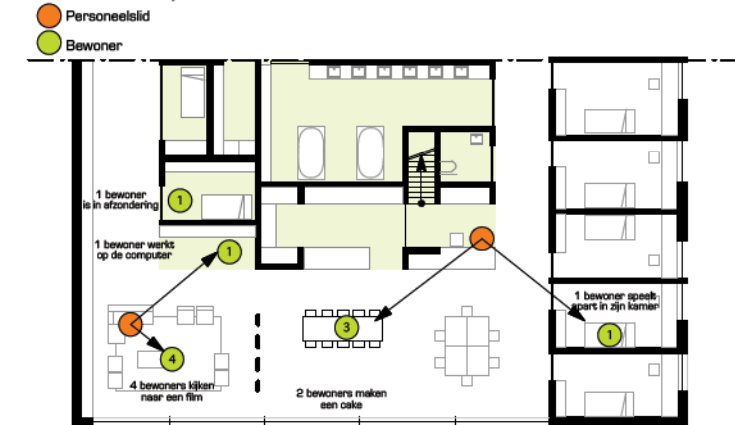 Personeelslid
Bewoner
1 bewoner
is in afzondering
1
1 bewoner werkt
op de computer
1
1 bewoner speelt
apart in zijn kamer
1
3
4
4 bewoners kijken
naar een film
2 bewoners maken
een cake